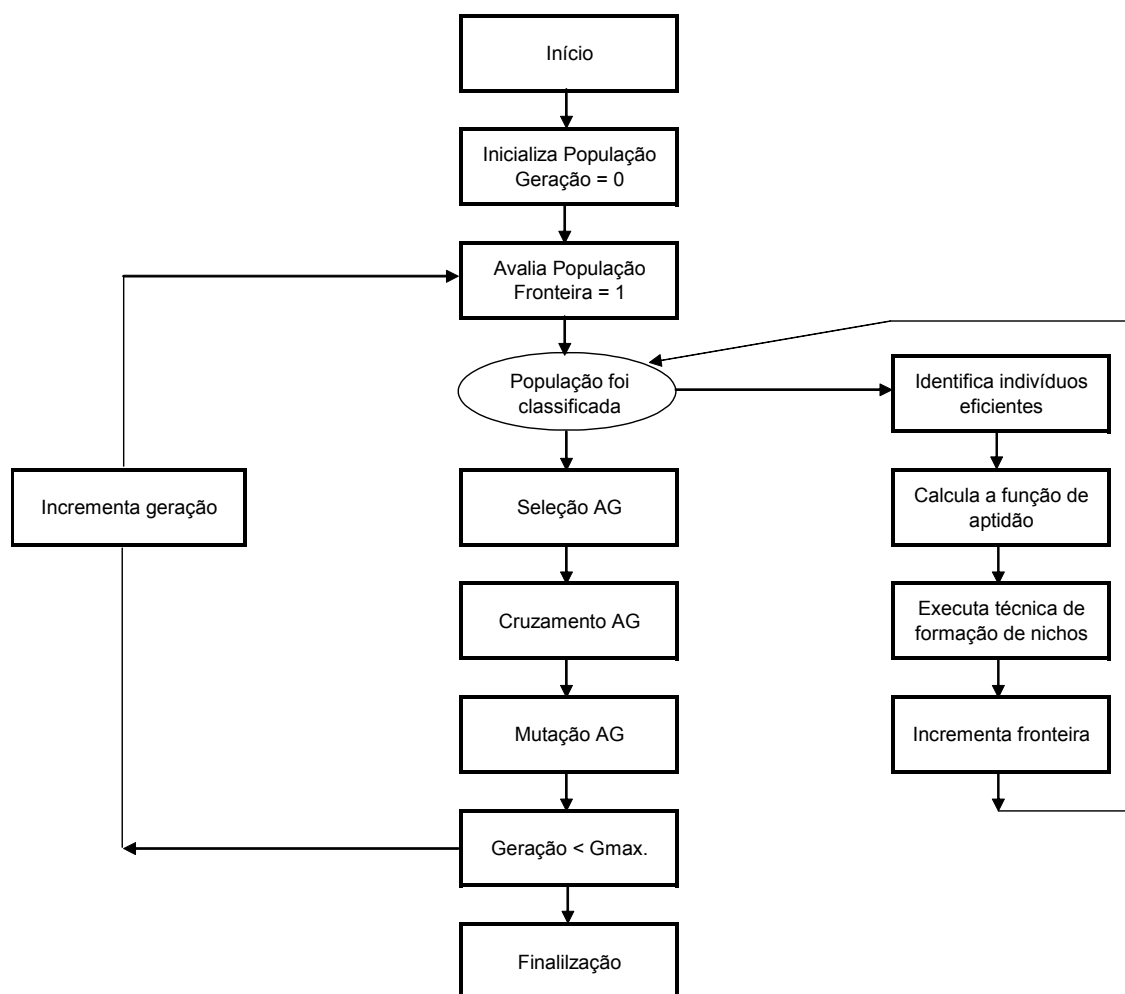 Início
Inicializa População
Geração = 0
Avalia População
Fronteira = 1
População foi
classificada
Identifica indivíduos
eficientes
Incrementa geração
Seleção AG
Calcula a função de
aptidão
Cruzamento AG
Executa técnica de
formação de nichos
Mutação AG
Incrementa fronteira
Geração < Gmax.
Finalilzação